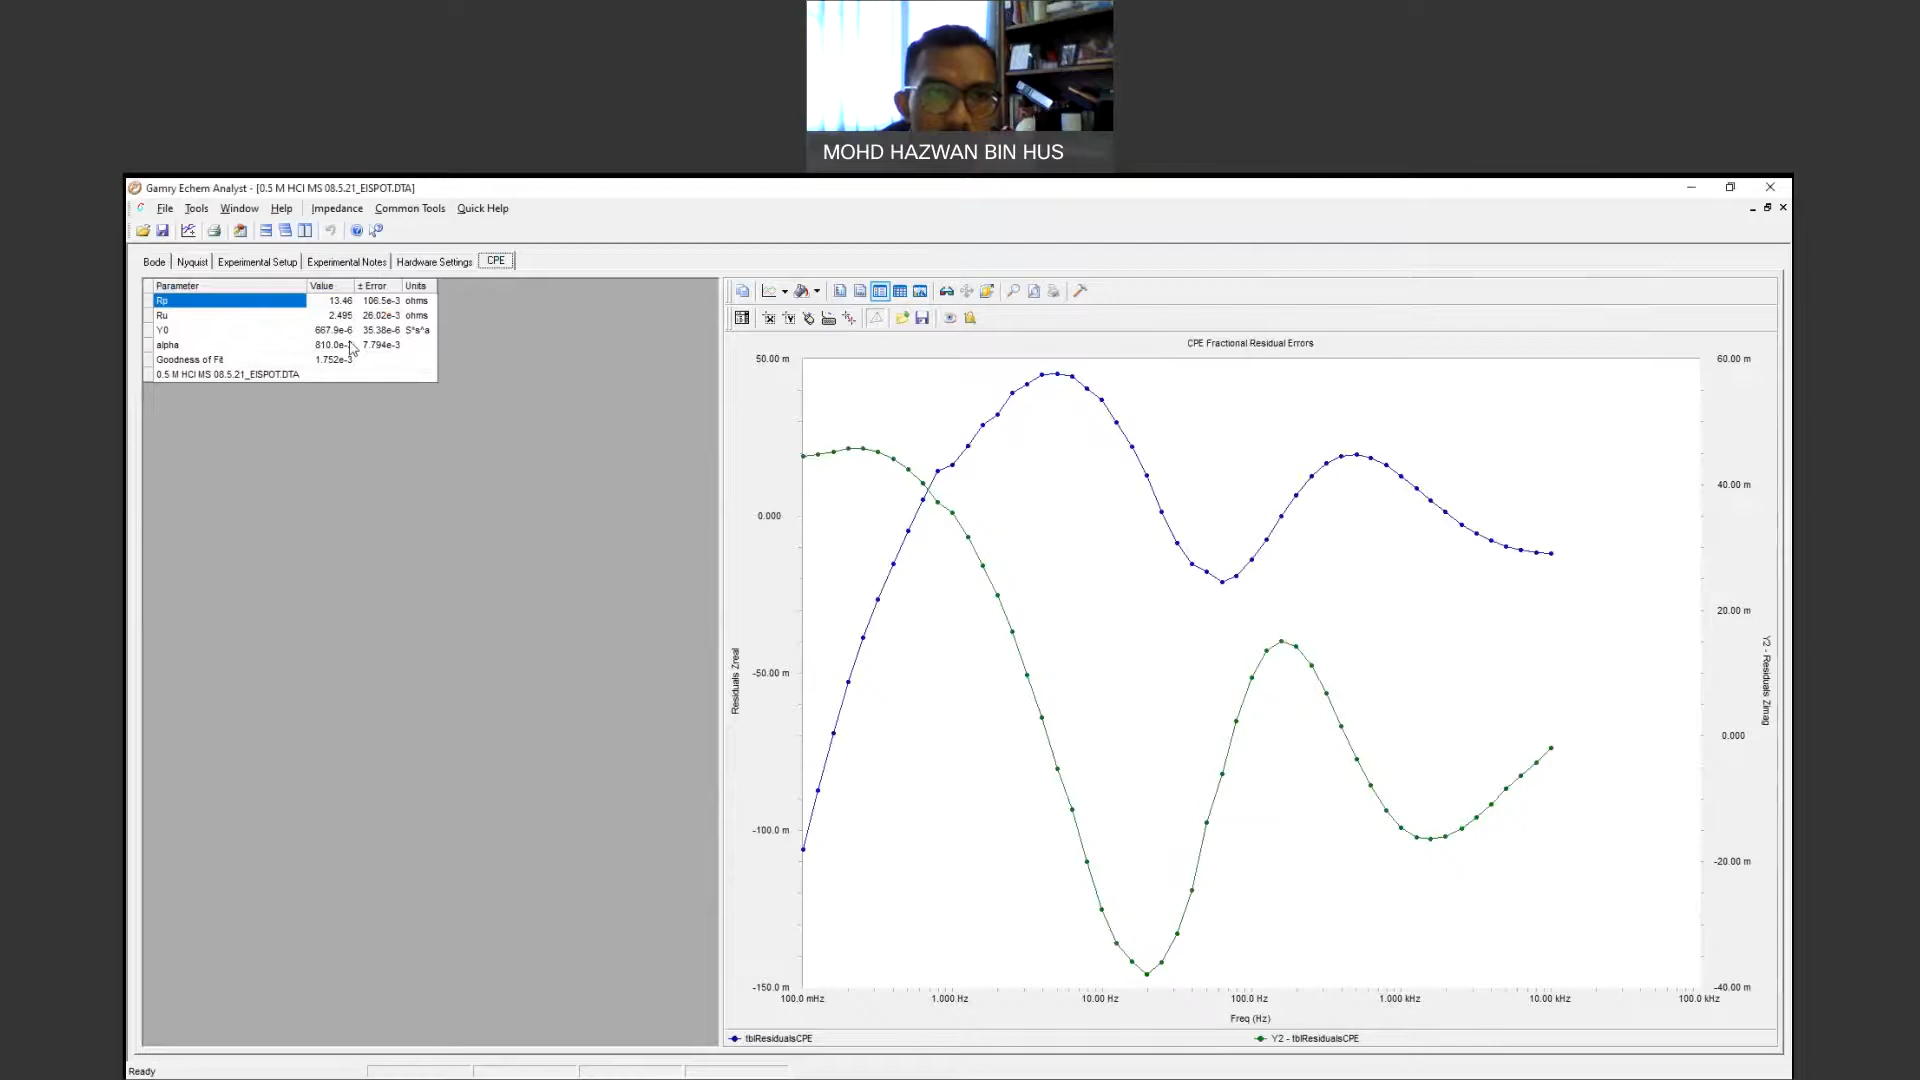 MOHD HAZWAN BIN HUS
Gamry Echem Analyst - [0.5 M HCl MS 08.5.21_EISPOT.DTA]
File Tools Window Help Impedance Common Tools Quick Help
Bode Nyquist Experimental Setup Experimental Notes Hardware Settings CPE
Parameter Value ± Error Units
Rp 13.46 106.5e-3 ohms
Ru 2.495 26.02e-3 ohms
Y0 667.9e-6 35.38e-6 S*s^a
alpha 810.0e- 7.794e-3
Goodness of Fit 1.752e-3
0.5 M HCl MS 08.5.21_EISPOT.DTA
CPE Fractional Residual Errors
50.00 m
0.000
-50.00 m
-100.0 m
-150.0 m
Residuals Zreal
60.00 m
40.00 m
20.00 m
0.000
-20.00 m
-40.00 m
Y2 - Residuals Zimag
100.0 mHz 1.000 Hz 10.00 Hz 100.0 Hz 1.000 kHz 10.00 kHz 100.0 kHz
Freq (Hz)
tblResidualsCPE Y2 - tblResidualsCPE
Ready